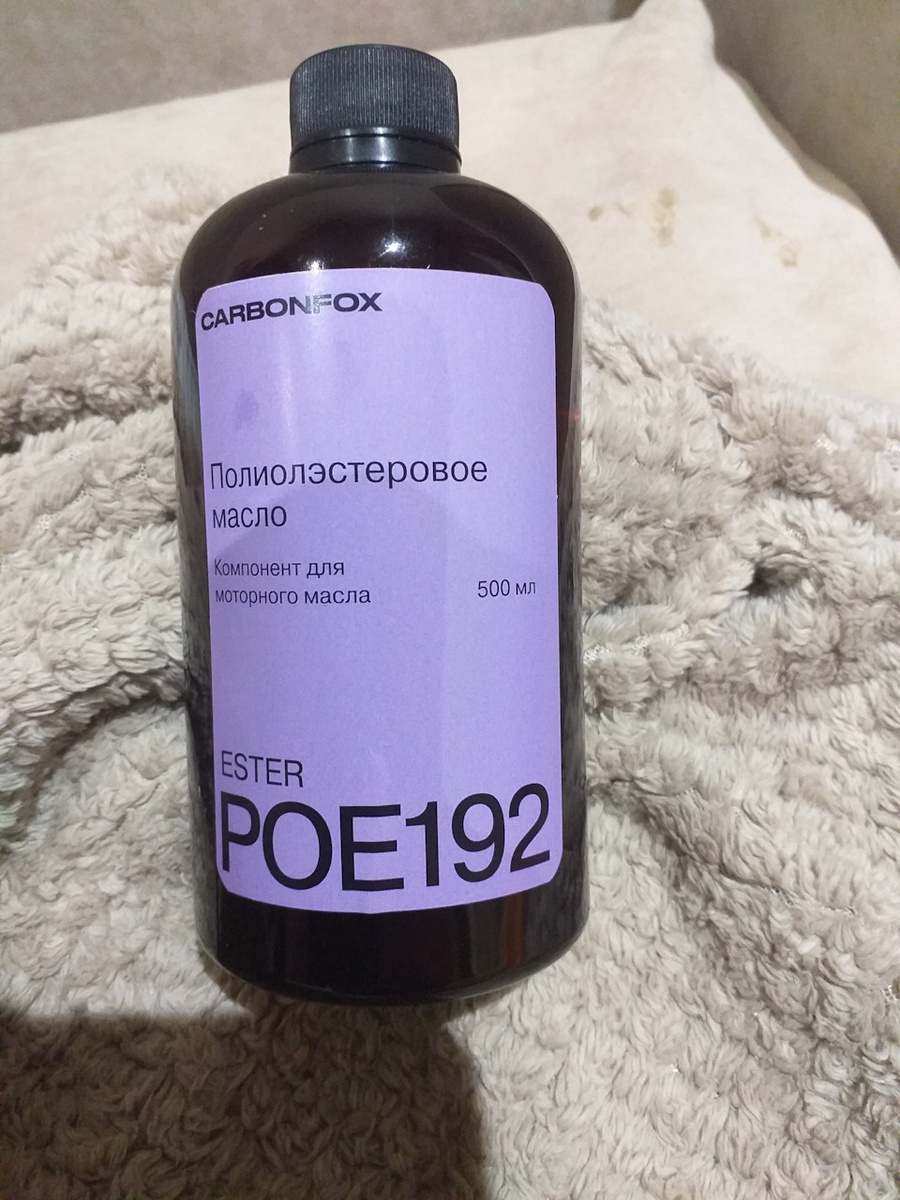 CARBONFOX
Полиолэстеровое
масло
Компонент для
моторного масла
500 мл
ESTER
POE192